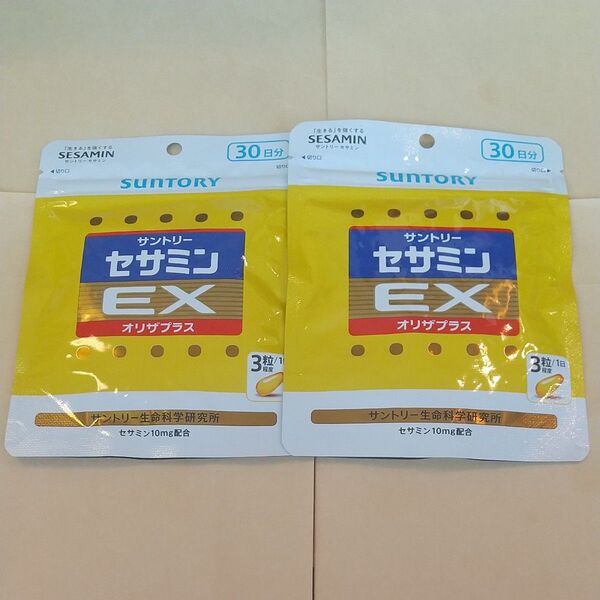 「生きる」を強くする
SESAMIN
サントリー セサミン
30日分
◀切り口
切り口
SUNTORY
サントリー
セサミン
EX
オリザプラス
3粒/1日
程度
サントリー生命科学研究所
セサミン10mg配合
「生きる」を強くする
SESAMIN
サントリー セサミン
30日分
◀切り口
切り口▶
SUNTORY
サントリー
セサミン
EX
オリザプラス
3粒/1日
程度
サントリー生命科学研究所
セサミン10mg配合